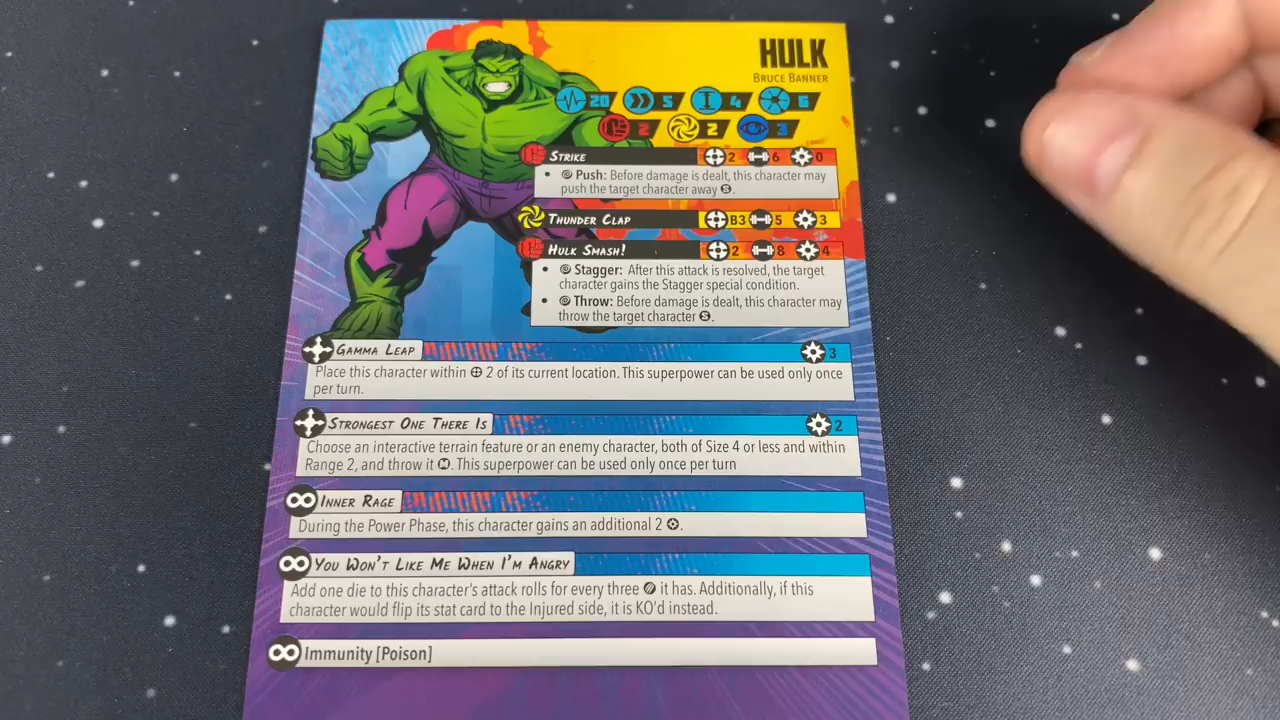 HULK
BRUCE BANNER
20 5 4 6
2 2 3
STRIKE 2 6 0
• Push: Before damage is dealt, this character may
push the target character away S.
THUNDER CLAP B3 5 3
HULK SMASH! 2 8 4
• Stagger: After this attack is resolved, the target
character gains the Stagger special condition.
• Throw: Before damage is dealt, this character may
throw the target character S.
GAMMA LEAP 3
Place this character within 2 of its current location. This superpower can be used only once
per turn.
STRONGEST ONE THERE IS 2
Choose an interactive terrain feature or an enemy character, both of Size 4 or less and within
Range 2, and throw it M. This superpower can be used only once per turn
INNER RAGE
During the Power Phase, this character gains an additional 2 .
YOU WON'T LIKE ME WHEN I'M ANGRY
Add one die to this character's attack rolls for every three it has. Additionally, if this
character would flip its stat card to the Injured side, it is KO'd instead.
Immunity [Poison]